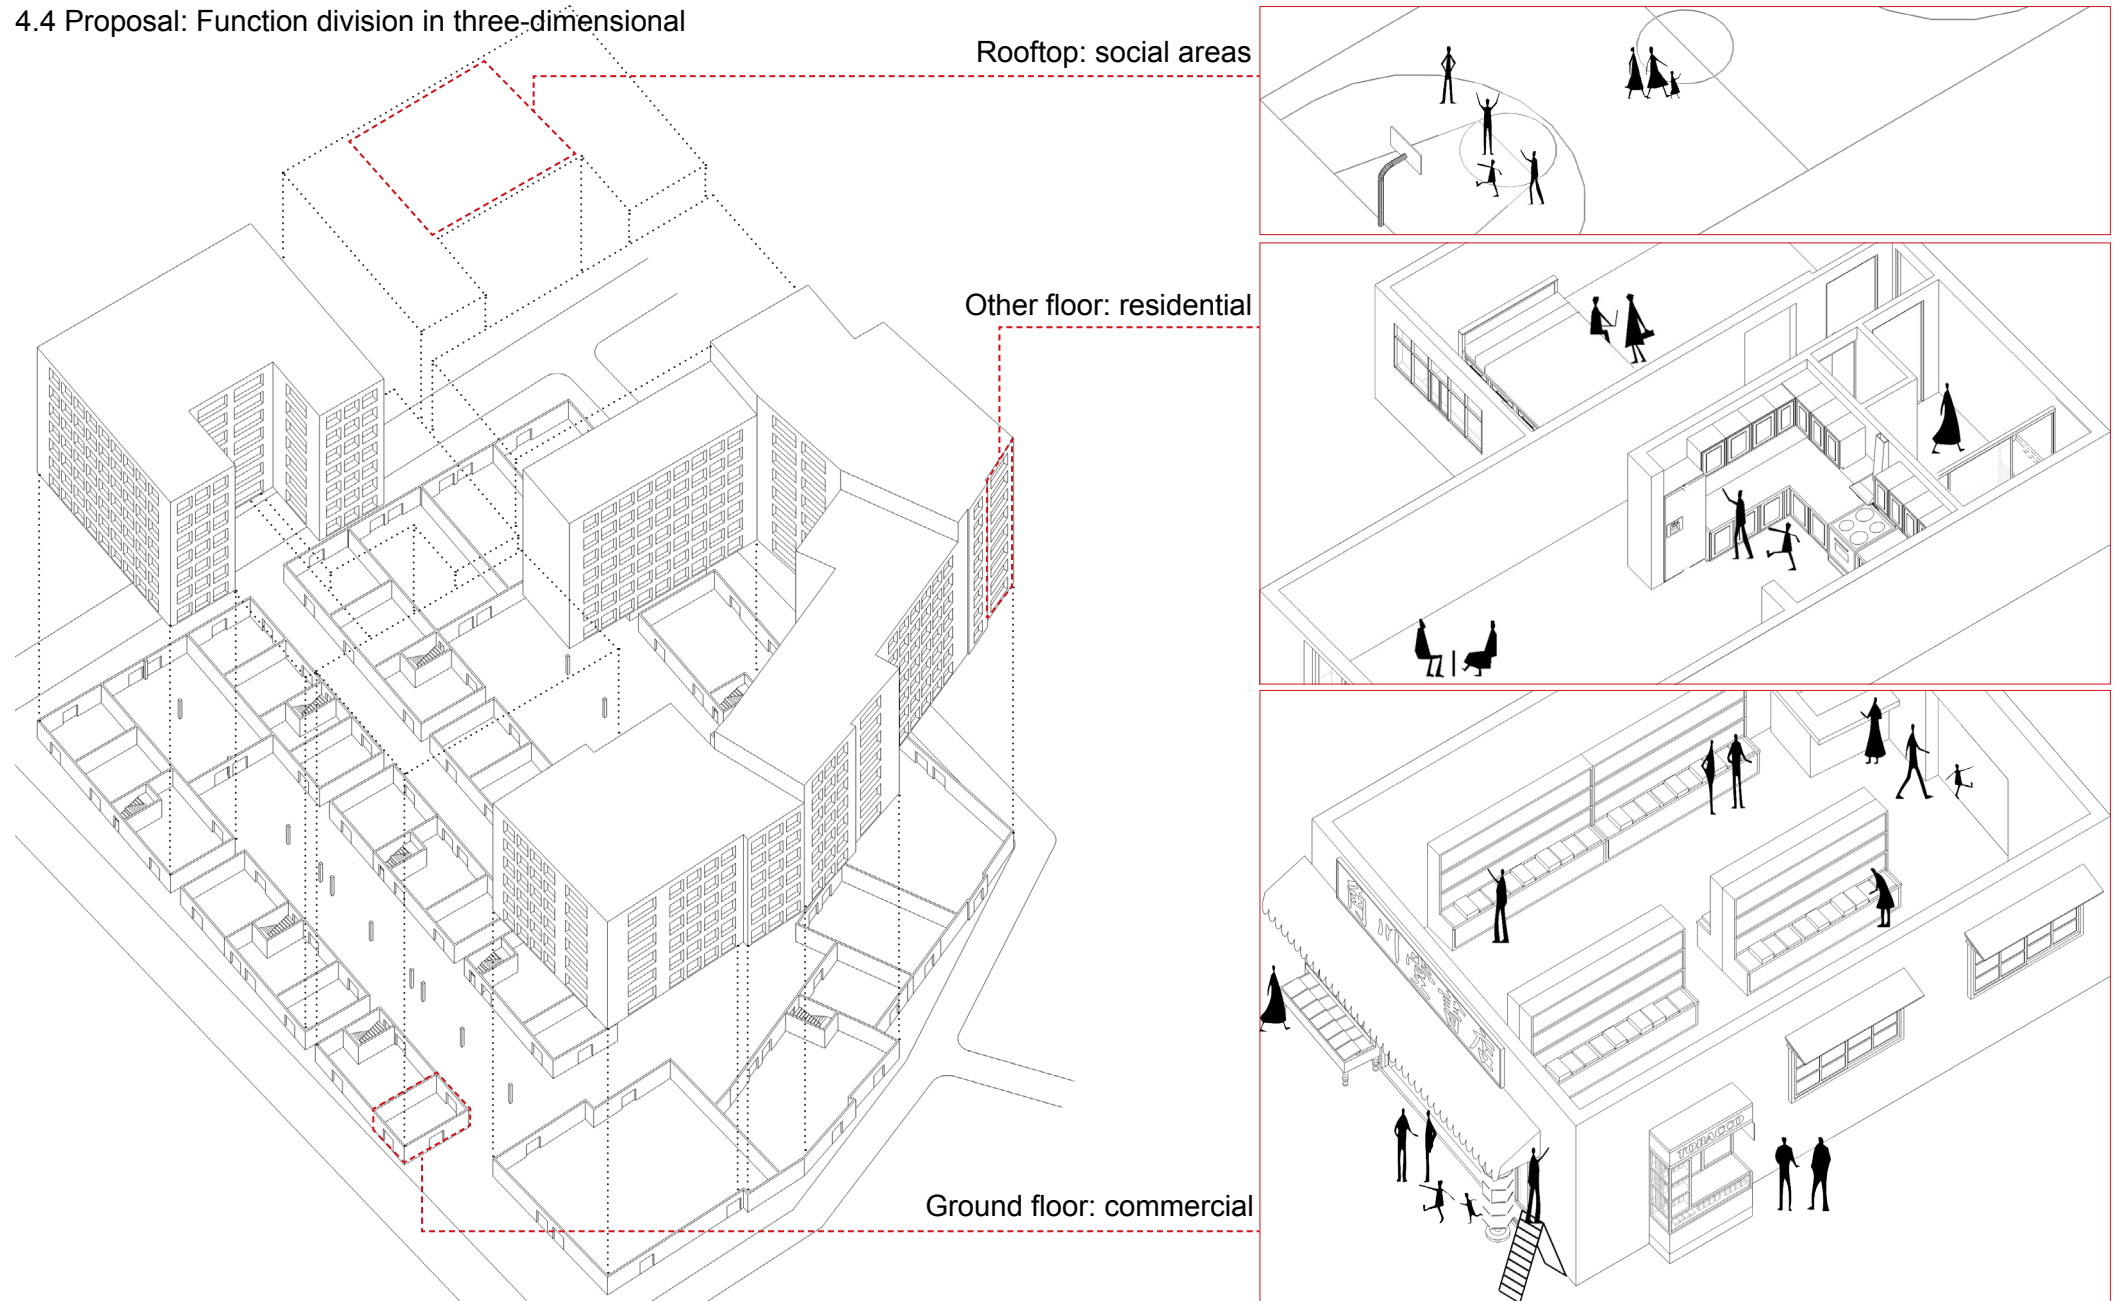 4.4 Proposal: Function division in three-dimensional
Rooftop: social areas
Other floor: residential
Ground floor: commercial
TOBACCO